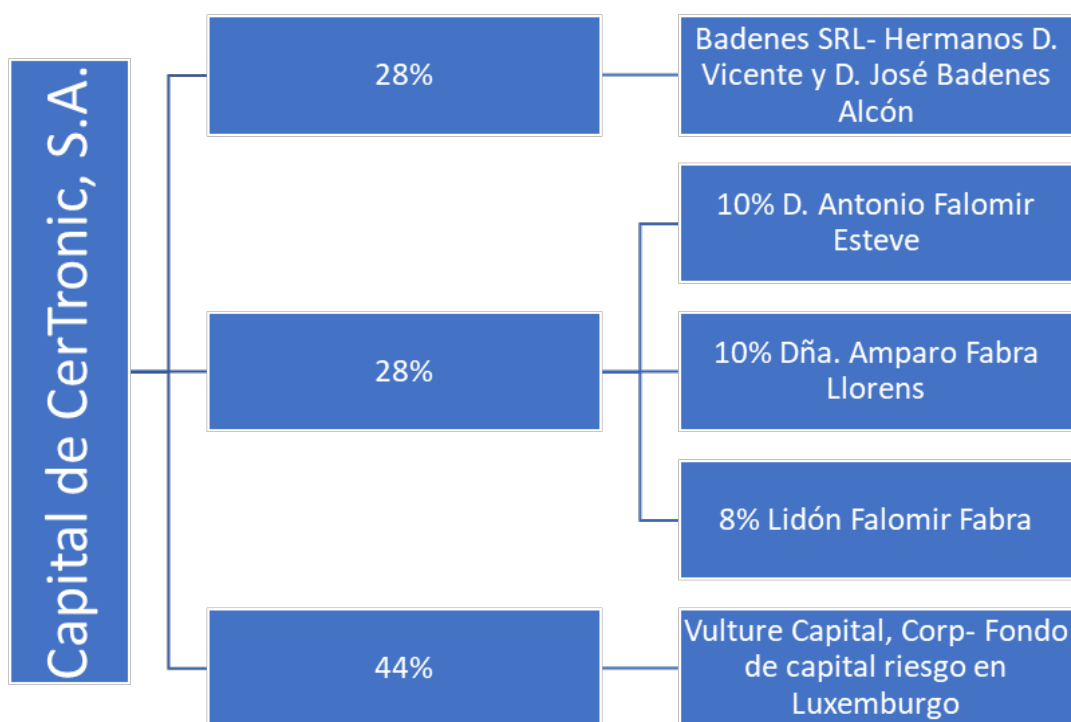 Capital de CerTronic, S.A.
28%
Badenes SRL- Hermanos D.
Vicente y D. José Badenes
Alcón
28%
10% D. Antonio Falomir
Esteve
10% Dña. Amparo Fabra
Llorens
8% Lidón Falomir Fabra
44%
Vulture Capital, Corp- Fondo
de capital riesgo en
Luxemburgo